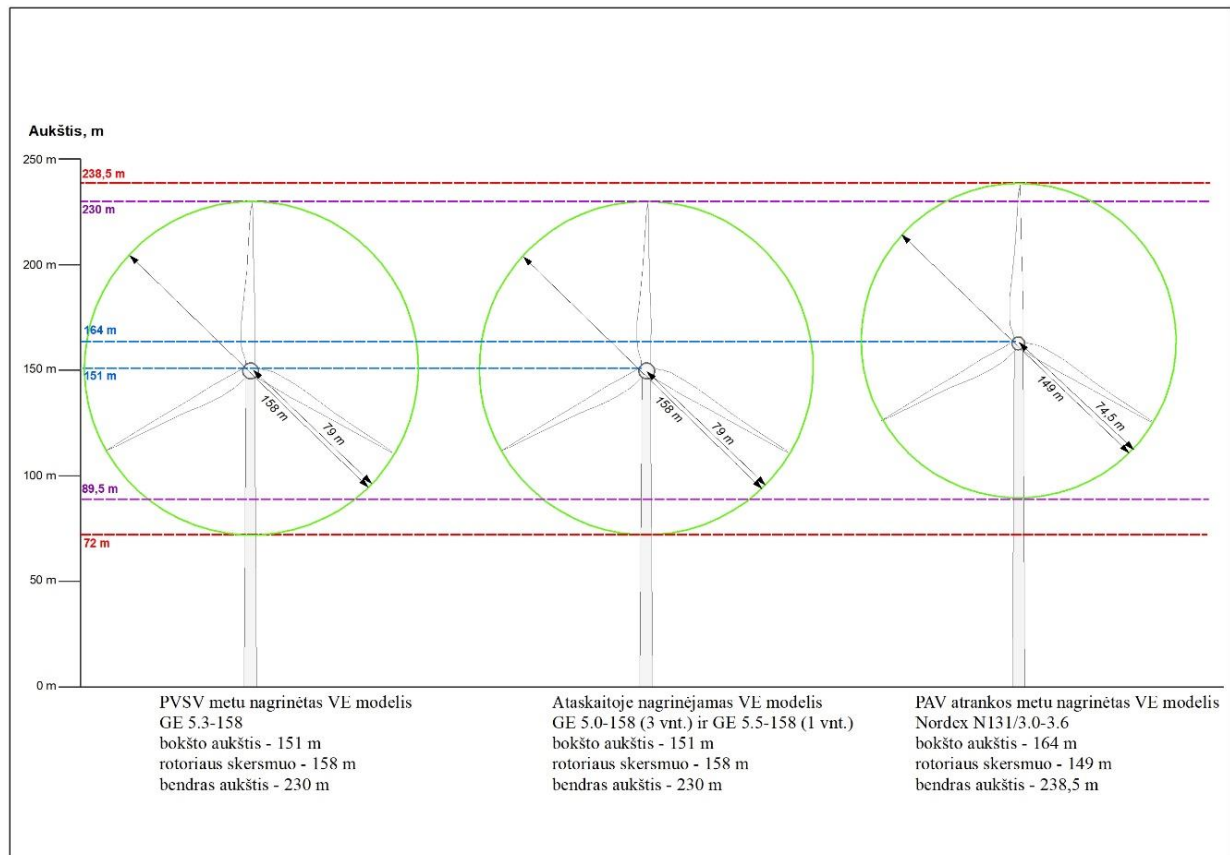 Aukštis, m
250 m
238,5 m
230 m
200 m
164 m
150 m
151 m
158 m
79 m
158 m
79 m
149 m
74,5 m
100 m
89,5 m
72 m
50 m
0 m
PVSV metu nagrinėtas VE modelis
GE 5.3-158
bokšto aukštis - 151 m
rotoriaus skersmuo - 158 m
bendras aukštis - 230 m
Ataskaitoje nagrinėjamas VE modelis
GE 5.0-158 (3 vnt.) ir GE 5.5-158 (1 vnt.)
bokšto aukštis - 151 m
rotoriaus skersmuo - 158 m
bendras aukštis - 230 m
PAV atrankos metu nagrinėtas VE modelis
Nordex N131/3.0-3.6
bokšto aukštis - 164 m
rotoriaus skersmuo - 149 m
bendras aukštis - 238,5 m